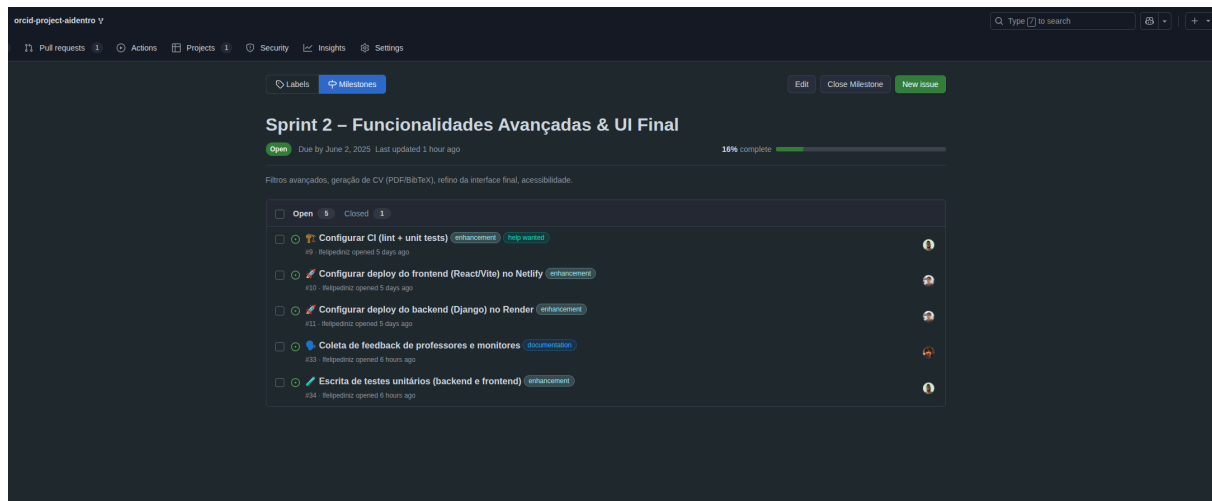 orcid-project-aidentro
Type / to search
Pull requests 1 Actions Projects 1 Security Insights Settings
Labels Milestones Edit Close Milestone New issue
Sprint 2 – Funcionalidades Avançadas & UI Final
Open Due by June 2, 2025 Last updated 1 hour ago 16% complete
Filtros avançados, geração de CV (PDF/BibTeX), refino da interface final, acessibilidade.
Open 5 Closed 1
Configurar CI (lint + unit tests) enhancement help wanted
#9 · lfelipediniz opened 5 days ago
Configurar deploy do frontend (React/Vite) no Netlify enhancement
#10 · lfelipediniz opened 5 days ago
Configurar deploy do backend (Django) no Render enhancement
#11 · lfelipediniz opened 5 days ago
Coleta de feedback de professores e monitores documentation
#33 · lfelipediniz opened 6 hours ago
Escrita de testes unitários (backend e frontend) enhancement
#34 · lfelipediniz opened 6 hours ago